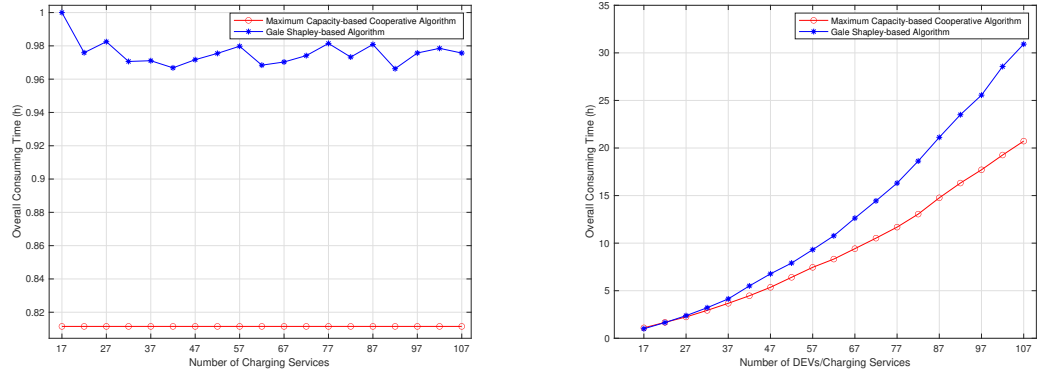 Maximum Capacity-based Cooperative Algorithm
Gale Shapley-based Algorithm
1
0.98
0.96
0.94
0.92
0.9
0.88
0.86
0.84
0.82
Overall Consuming Time (h)
17 27 37 47 57 67 77 87 97 107
Number of Charging Services
Maximum Capacity-based Cooperative Algorithm
Gale Shapley-based Algorithm
35
30
25
20
15
10
5
0
Overall Consuming Time (h)
17 27 37 47 57 67 77 87 97 107
Number of DEVs/Charging Services